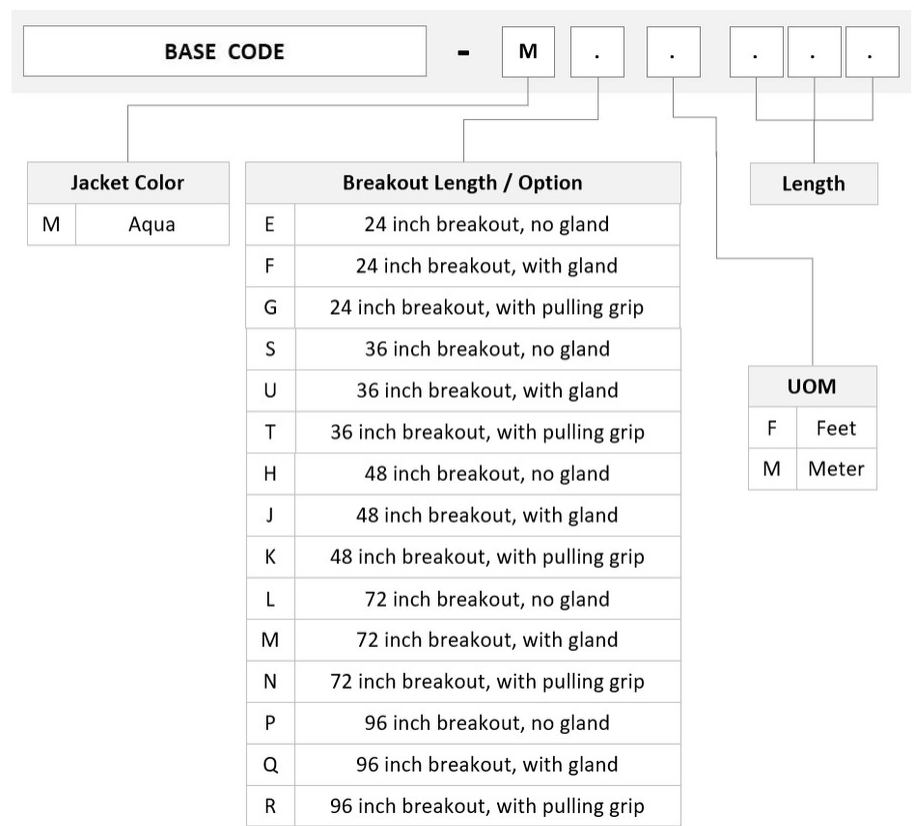 BASE CODE - M . . . . .
Jacket Color
M Aqua
Breakout Length / Option
E 24 inch breakout, no gland
F 24 inch breakout, with gland
G 24 inch breakout, with pulling grip
S 36 inch breakout, no gland
U 36 inch breakout, with gland
T 36 inch breakout, with pulling grip
H 48 inch breakout, no gland
J 48 inch breakout, with gland
K 48 inch breakout, with pulling grip
L 72 inch breakout, no gland
M 72 inch breakout, with gland
N 72 inch breakout, with pulling grip
P 96 inch breakout, no gland
Q 96 inch breakout, with gland
R 96 inch breakout, with pulling grip
Length
UOM
F Feet
M Meter